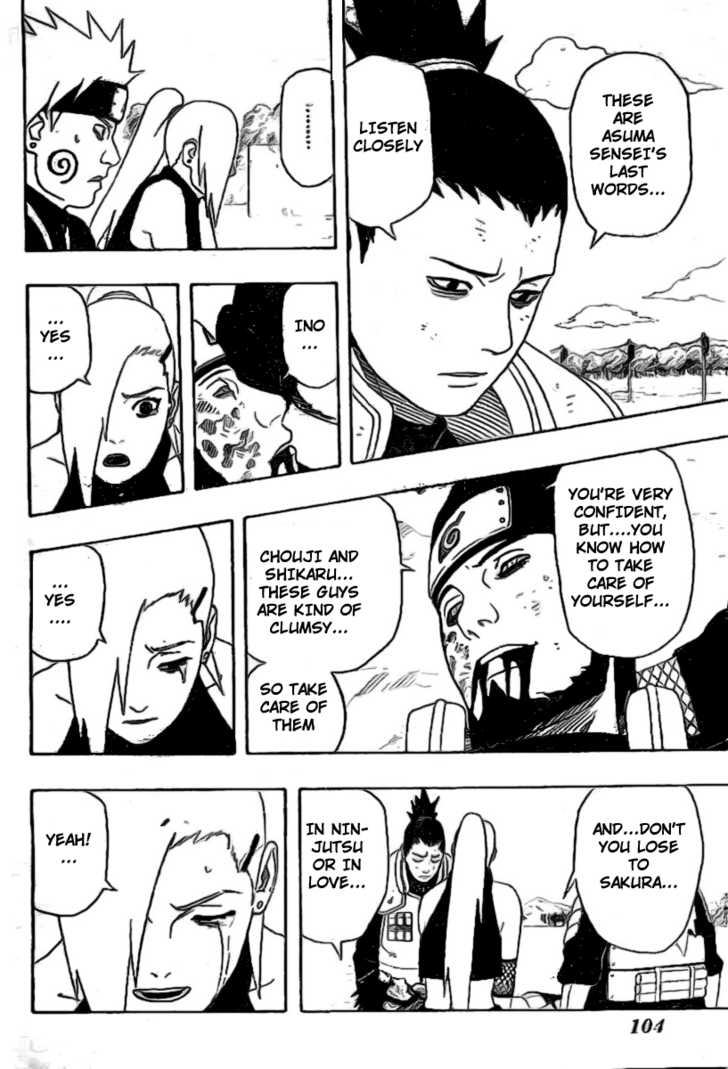 THESE
ARE
ASUMA
SENSEI'S
LAST
WORDS...
LISTEN
CLOSELY
.........
INO
...
...
YES
...
YOU'RE VERY
CONFIDENT,
BUT....YOU
KNOW HOW
TO TAKE
CARE OF
YOURSELF...
CHOUJI AND
SHIKARU...
THESE GUYS
ARE KIND OF
CLUMSY...
SO TAKE
CARE OF
THEM
...
YES
....
AND...DON'T
YOU LOSE
TO
SAKURA...
IN NIN-
JUTSU
OR IN
LOVE...
YEAH!
...
104